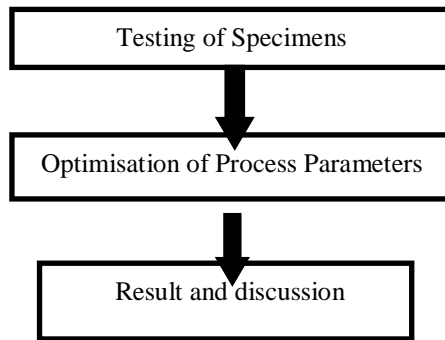 Testing of Specimens
Optimisation of Process Parameters
Result and discussion